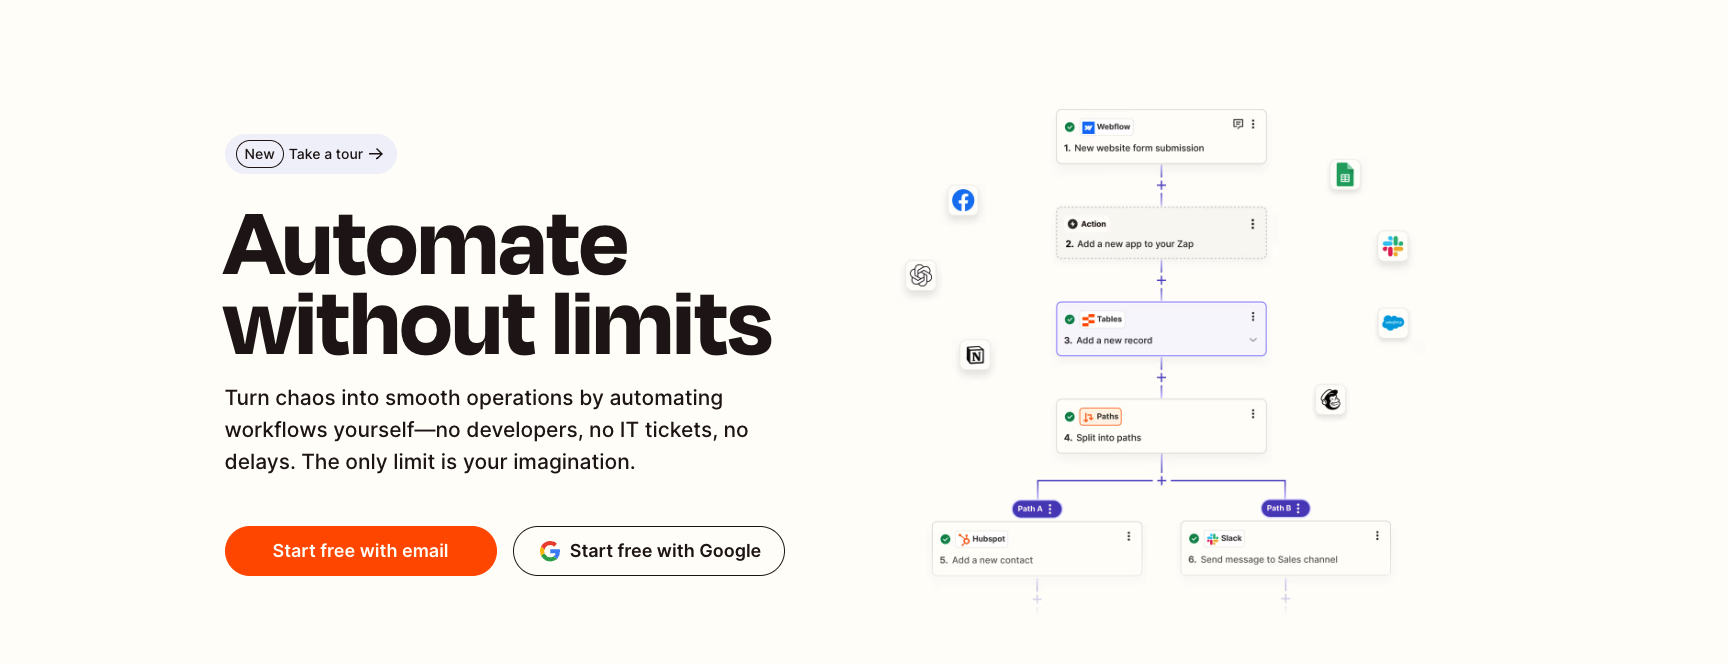 New Take a tour →
Automate
without limits
Turn chaos into smooth operations by automating
workflows yourself—no developers, no IT tickets, no
delays. The only limit is your imagination.
Start free with email
Start free with Google
Webflow
1. New website form submission
Action
2. Add a new app to your Zap
Tables
3. Add a new record
Paths
4. Split into paths
Path A
Path B
Hubspot
5. Add a new contact
Slack
6. Send message to Sales channel